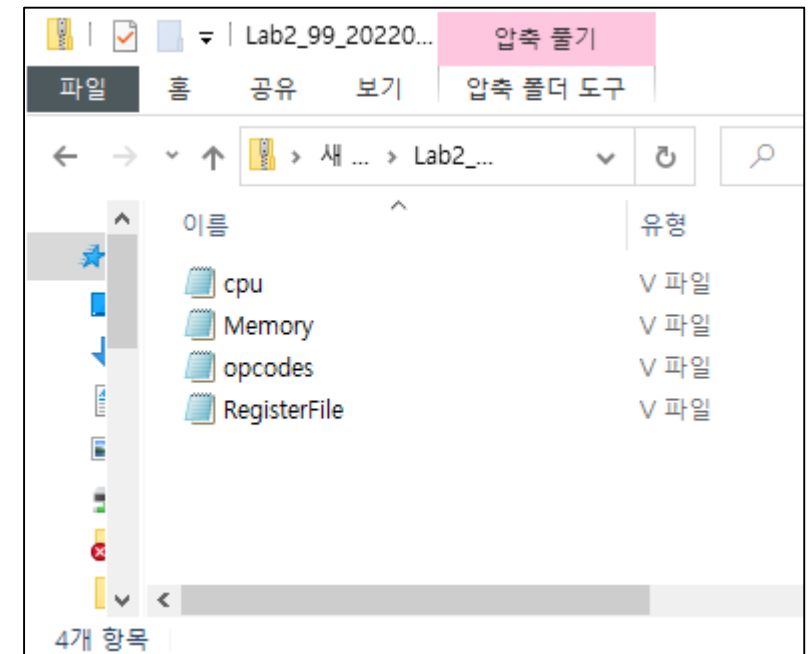 Lab2_99_20220... 압축 풀기
파일 홈 공유 보기 압축 폴더 도구
새 ... › Lab2_...
이름 유형
cpu V 파일
Memory V 파일
opcodes V 파일
RegisterFile V 파일
4개 항목